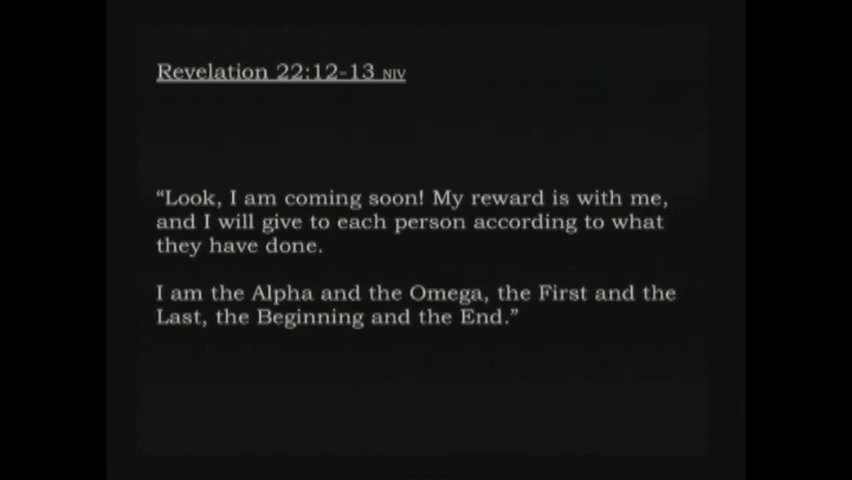 Revelation 22:12-13 NIV
“Look, I am coming soon! My reward is with me,
and I will give to each person according to what
they have done.
I am the Alpha and the Omega, the First and the
Last, the Beginning and the End.”